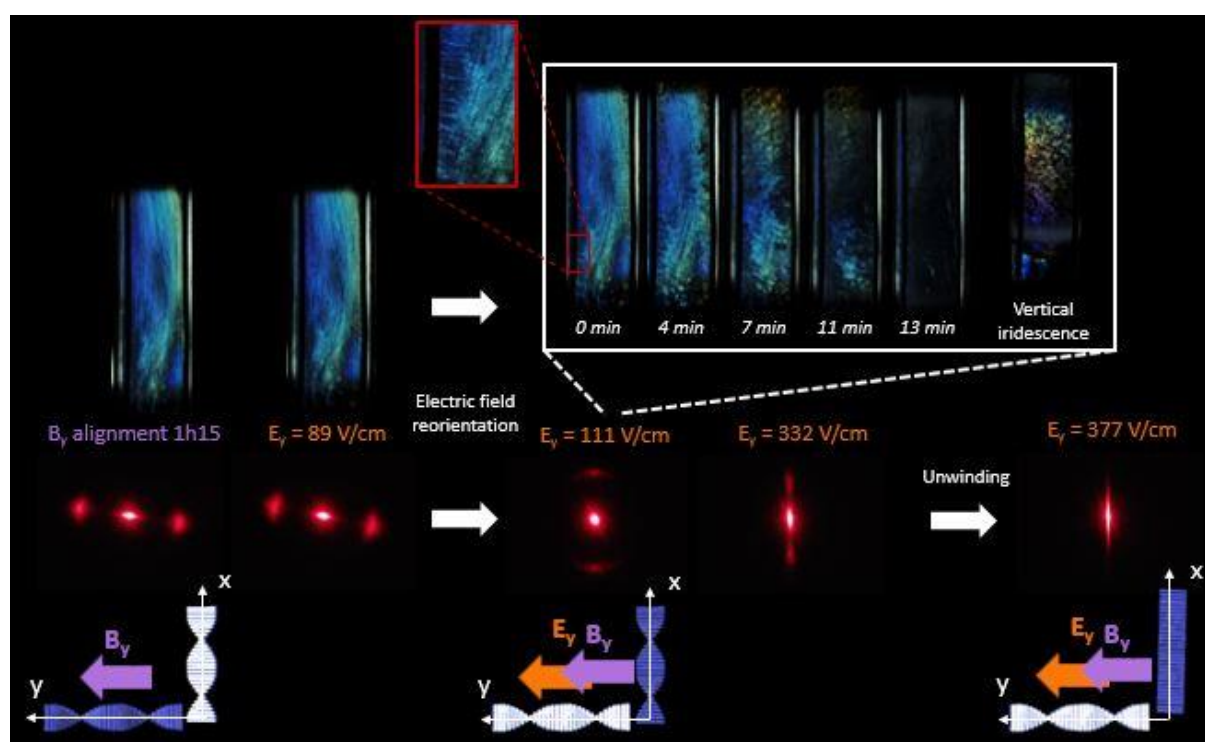 0 min
4 min
7 min
11 min
13 min
Vertical
iridescence
Electric field
reorientation
By alignment 1h15
Ey = 89 V/cm
Ey = 111 V/cm
Ey = 332 V/cm
Ey = 377 V/cm
Unwinding
x
By
y
x
Ey
By
y
x
Ey
By
y